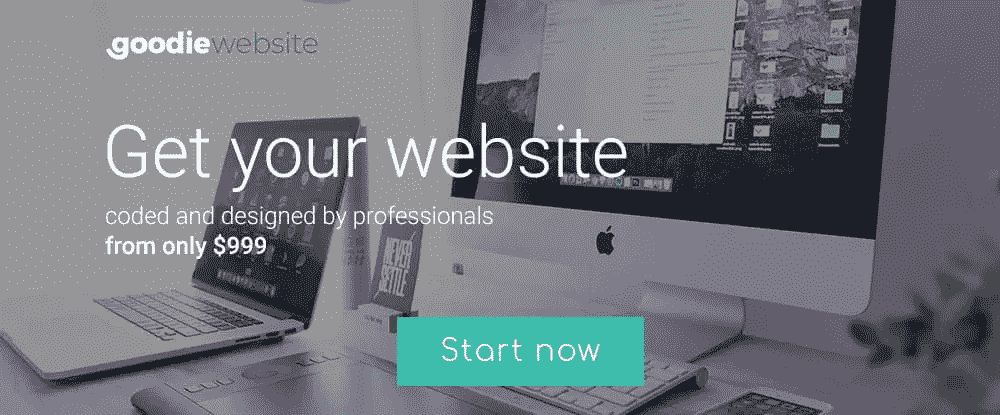 .goodiewebsite
Get your website
coded and designed by professionals
from only $999
NEVER
SETTLE
Start now